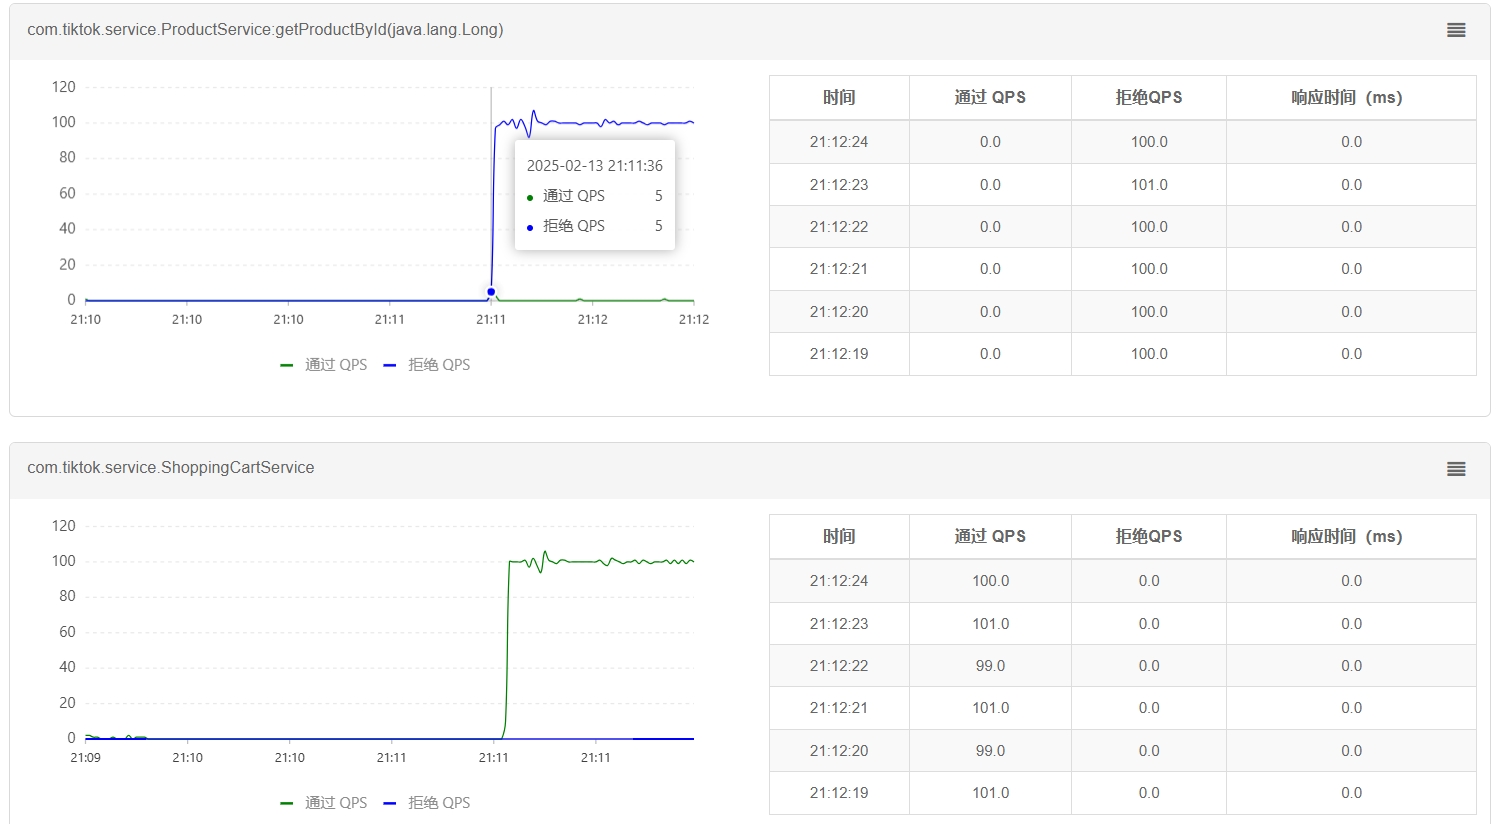 com.tiktok.service.ProductService:getProductById(java.lang.Long)
120
100
80
60
40
20
0
21:10 21:10 21:10 21:11 21:11 21:12 21:12
2025-02-13 21:11:36
通过 QPS 5
拒绝 QPS 5
通过 QPS 拒绝 QPS
时间 通过 QPS 拒绝QPS 响应时间（ms）
21:12:24 0.0 100.0 0.0
21:12:23 0.0 101.0 0.0
21:12:22 0.0 100.0 0.0
21:12:21 0.0 100.0 0.0
21:12:20 0.0 100.0 0.0
21:12:19 0.0 100.0 0.0
com.tiktok.service.ShoppingCartService
120
100
80
60
40
20
0
21:09 21:10 21:10 21:11 21:11 21:11
通过 QPS 拒绝 QPS
时间 通过 QPS 拒绝QPS 响应时间（ms）
21:12:24 100.0 0.0 0.0
21:12:23 101.0 0.0 0.0
21:12:22 99.0 0.0 0.0
21:12:21 101.0 0.0 0.0
21:12:20 99.0 0.0 0.0
21:12:19 101.0 0.0 0.0